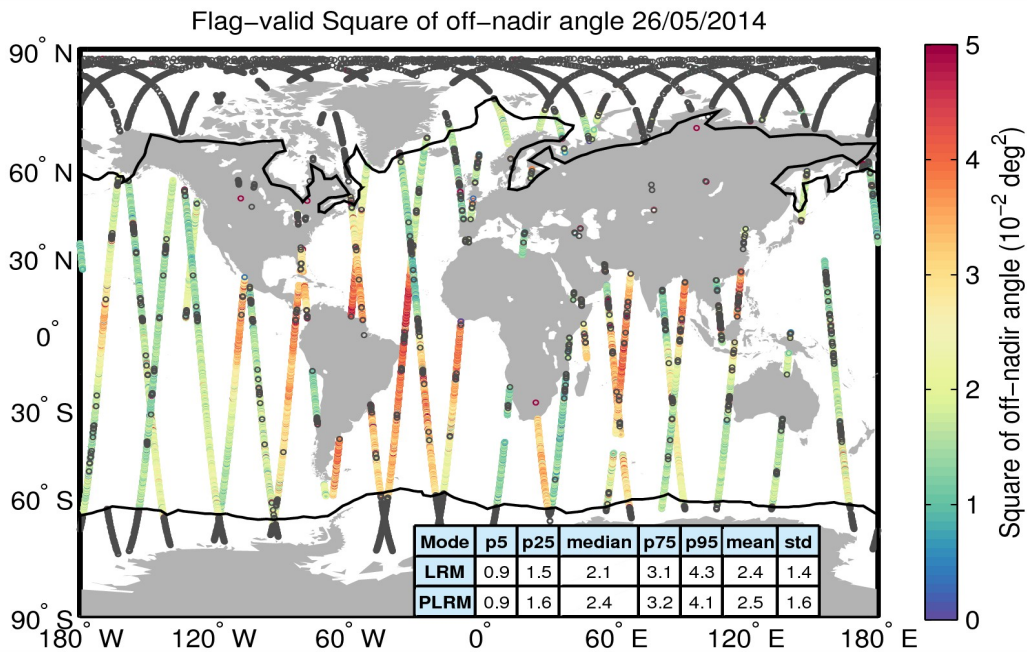 Flag−valid Square of off−nadir angle 26/05/2014
90° N
60° N
30° N
0°
30° S
60° S
90° S
180° W 120° W 60° W 0° 60° E 120° E 180° E
Mode p5 p25 median p75 p95 mean std
LRM 0.9 1.5 2.1 3.1 4.3 2.4 1.4
PLRM 0.9 1.6 2.4 3.2 4.1 2.5 1.6
5
4
3
2
1
0
Square of off−nadir angle (10⁻² deg²)